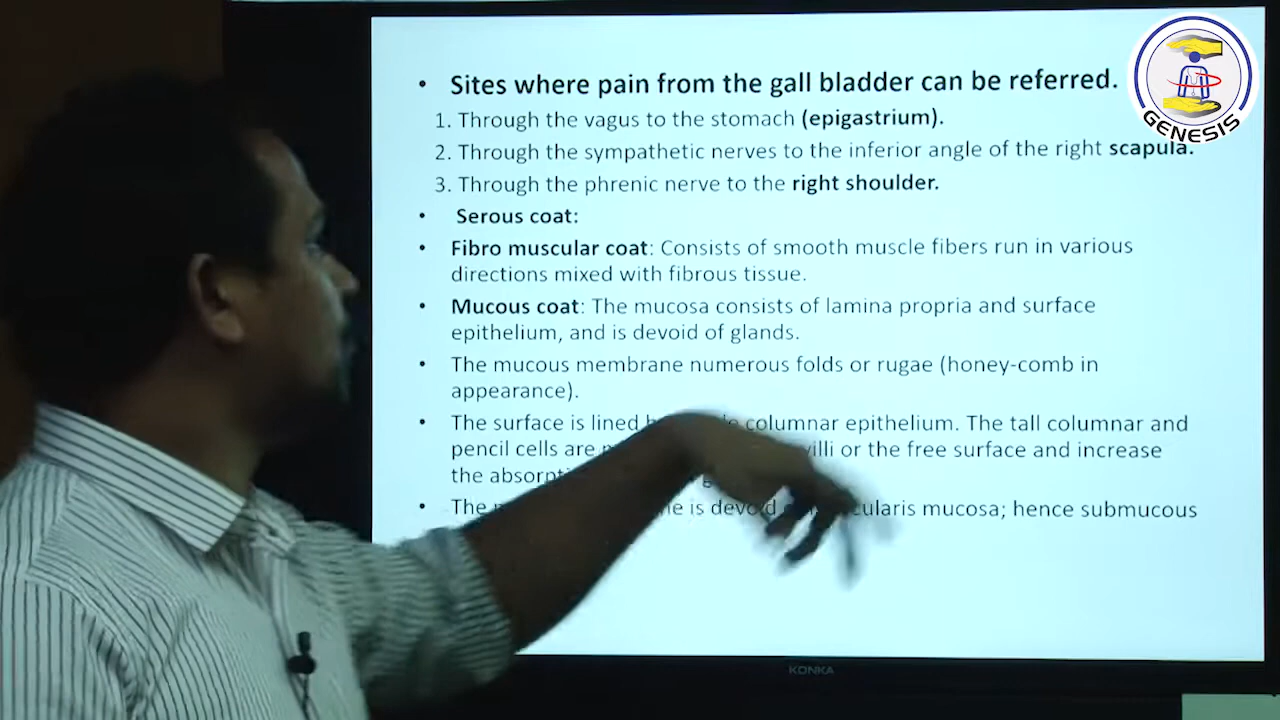 • Sites where pain from the gall bladder can be referred.
1. Through the vagus to the stomach (epigastrium).
2. Through the sympathetic nerves to the inferior angle of the right scapula.
3. Through the phrenic nerve to the right shoulder.
• Serous coat:
• Fibro muscular coat: Consists of smooth muscle fibers run in various
directions mixed with fibrous tissue.
• Mucous coat: The mucosa consists of lamina propria and surface
epithelium, and is devoid of glands.
• The mucous membrane numerous folds or rugae (honey-comb in
appearance).
• The surface is lined columnar epithelium. The tall columnar and
pencil cells are or the free surface and increase
the
• The is devoid mucosa; hence submucous
KONKA
GENESIS